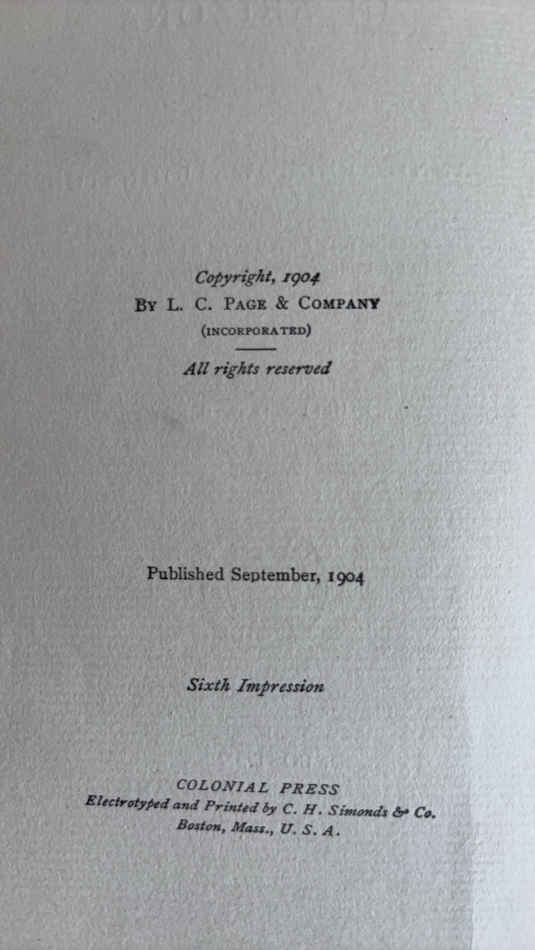 Copyright, 1904
By L. C. Page & Company
(INCORPORATED)
All rights reserved
Published September, 1904
Sixth Impression
COLONIAL PRESS
Electrotyped and Printed by C. H. Simonds & Co.
Boston, Mass., U. S. A.